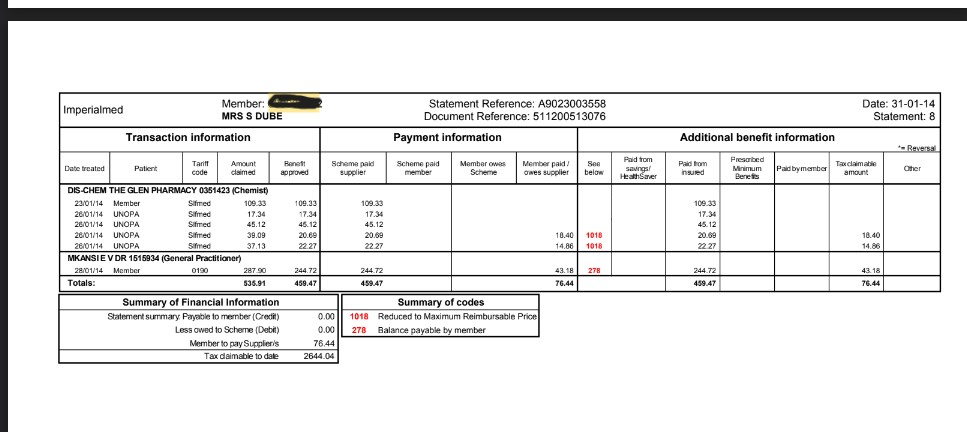 Imperialmed
Member:
MRS S DUBE
Statement Reference: A9023003558
Document Reference: 511200513076
Date: 31-01-14
Statement: 8
Transaction information Payment information Additional benefit information
*= Reversal
Date treated Patient Tariff code Amount claimed Benefit approved Scheme paid supplier Scheme paid member Member owes Scheme Member paid / owes supplier See below Paid from savings/ HealthSaver Paid from insured Prescribed Minimum Benefits Paid by member Tax claimable amount Other
DIS-CHEM THE GLEN PHARMACY 0351423 (Chemist)
23/01/14 Member Slfmed 109.33 109.33 109.33 109.33
26/01/14 UNOPA Slfmed 17.34 17.34 17.34 17.34
26/01/14 UNOPA Slfmed 45.12 45.12 45.12 45.12
26/01/14 UNOPA Slfmed 39.09 20.69 20.69 18.40 1018 20.69 18.40
26/01/14 UNOPA Slfmed 37.13 22.27 22.27 14.86 1018 22.27 14.86
MKANSI E V DR 1515934 (General Practitioner)
28/01/14 Member 0190 287.90 244.72 244.72 43.18 278 244.72 43.18
Totals: 535.91 459.47 459.47 76.44 459.47 76.44
Summary of Financial Information
Statement summary: Payable to member (Credit) 0.00
Less owed to Scheme (Debit) 0.00
Member to pay Supplier/s 76.44
Tax claimable to date 2644.04
Summary of codes
1018 Reduced to Maximum Reimbursable Price
278 Balance payable by member